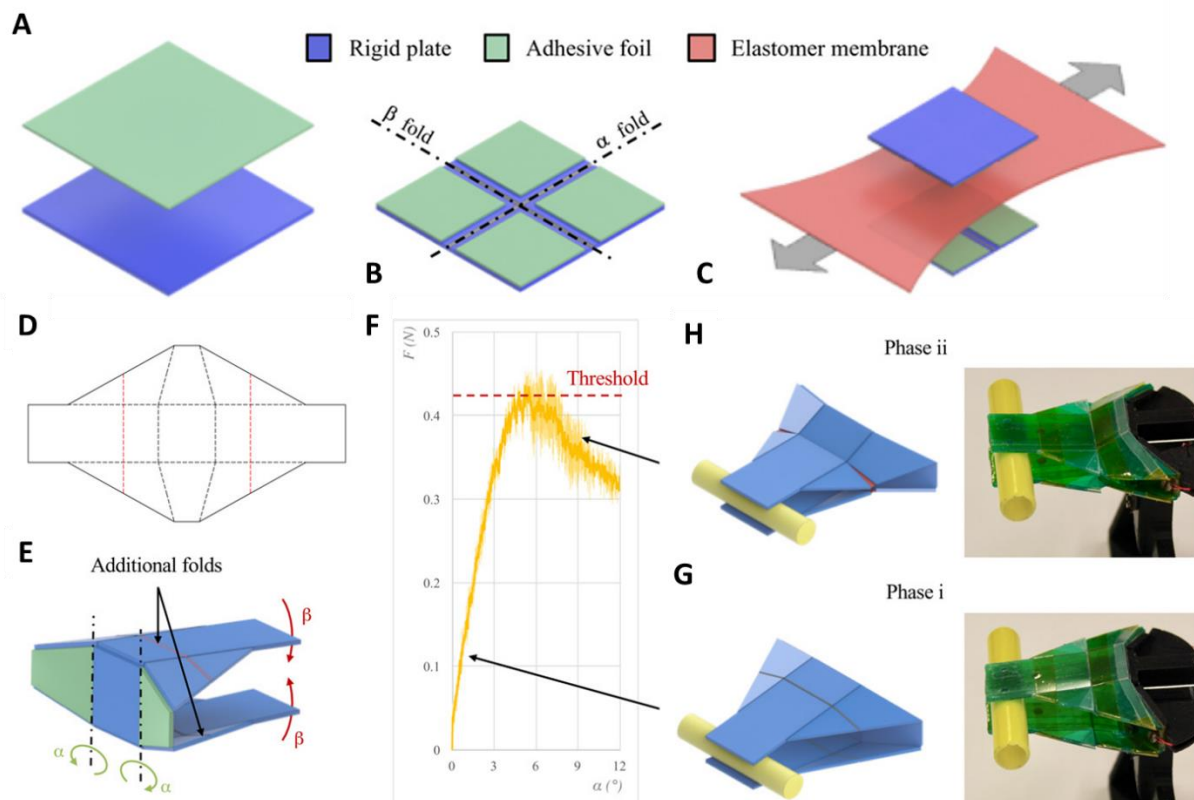 A
Rigid plate
Adhesive foil
Elastomer membrane
β fold
α fold
B
C
D
F
F (N)
0.5
0.4
0.3
0.2
0.1
0
0
3
6
9
12
α (°)
Threshold
H
Phase ii
E
Additional folds
β
β
α
α
G
Phase i